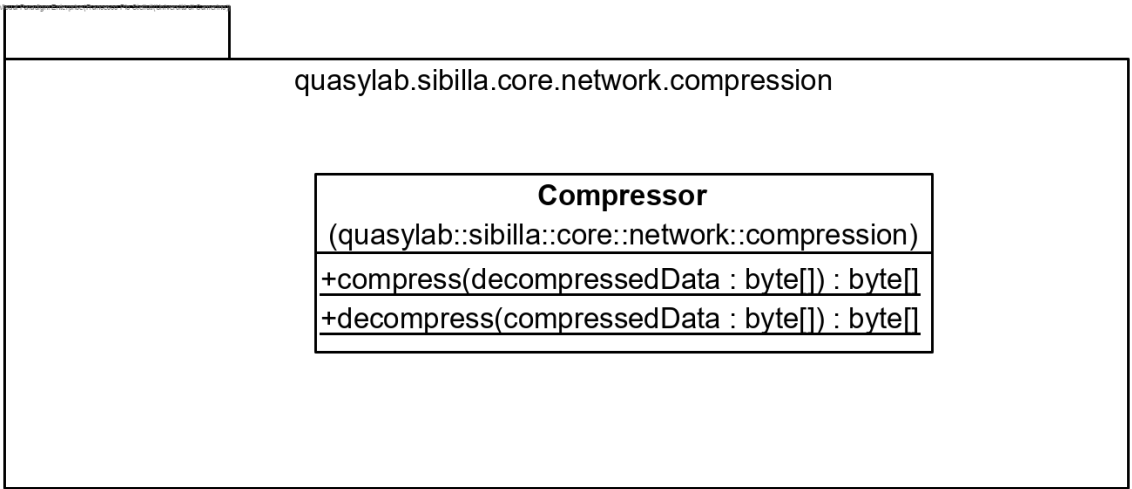 quasylab.sibilla.core.network.compression
Compressor
(quasylab::sibilla::core::network::compression)
+compress(decompressedData : byte[]) : byte[]
+decompress(compressedData : byte[]) : byte[]